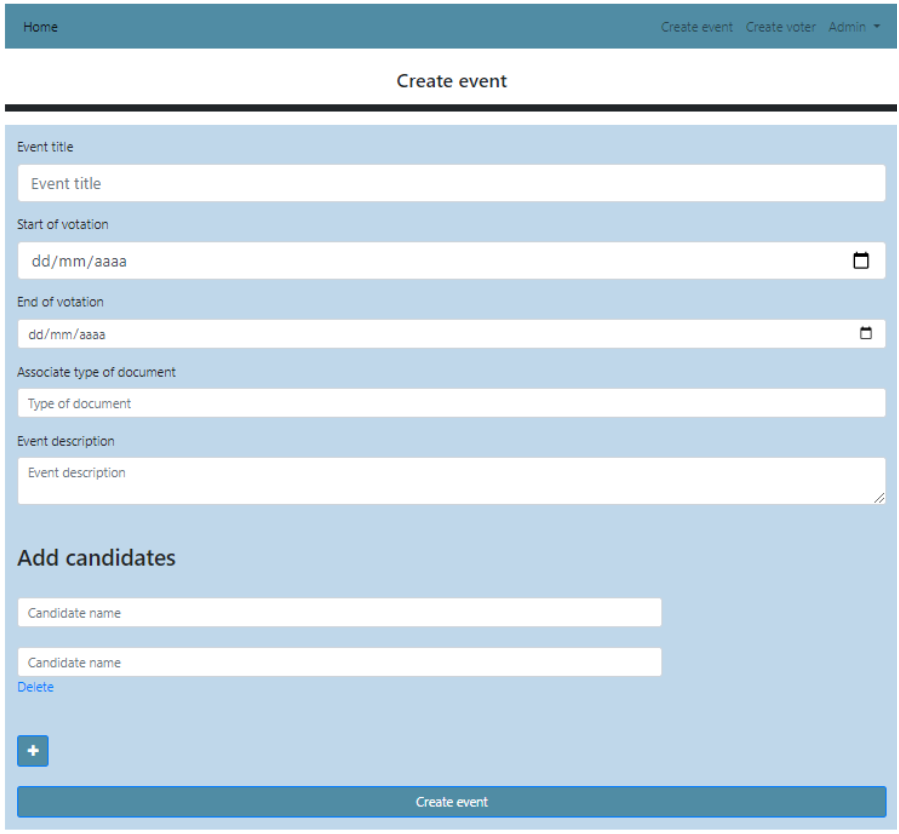 Home Create event Create voter Admin
Create event
Event title
Event title
Start of votation
dd/mm/aaaa
End of votation
dd/mm/aaaa
Associate type of document
Type of document
Event description
Event description
Add candidates
Candidate name
Candidate name
Delete
+
Create event